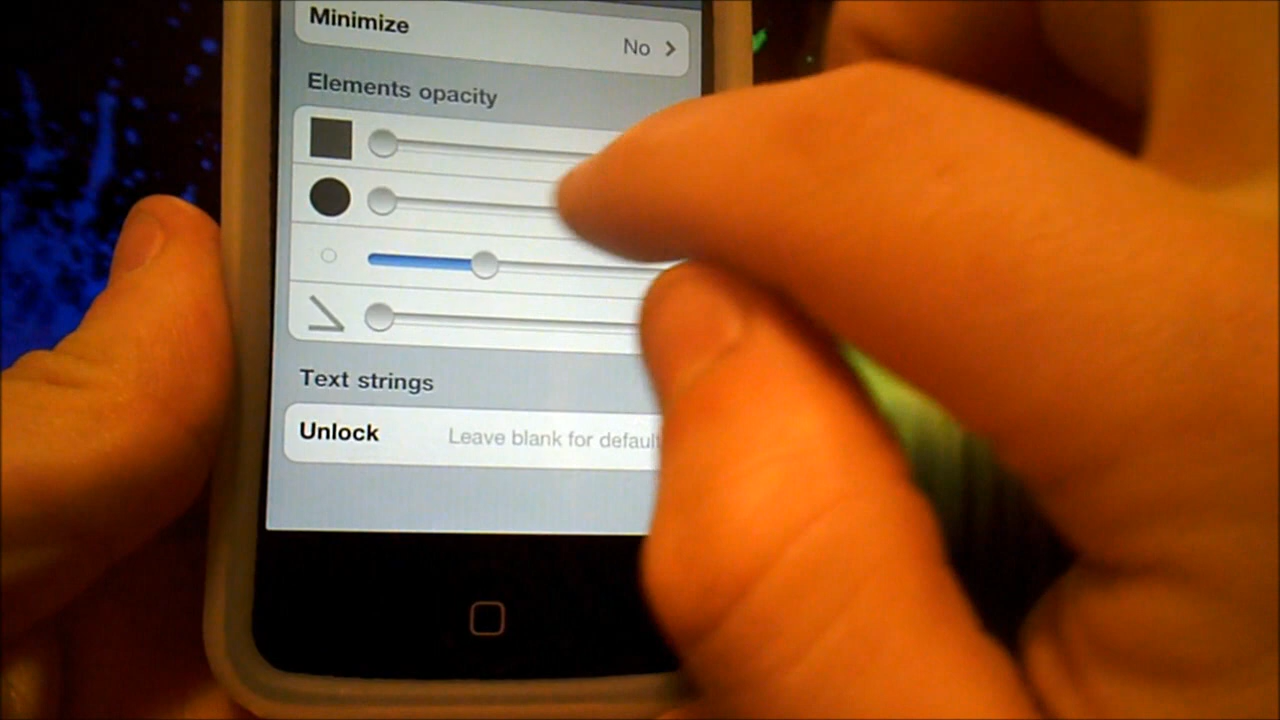 Minimize
No
Elements opacity
Text strings
Unlock Leave blank for default